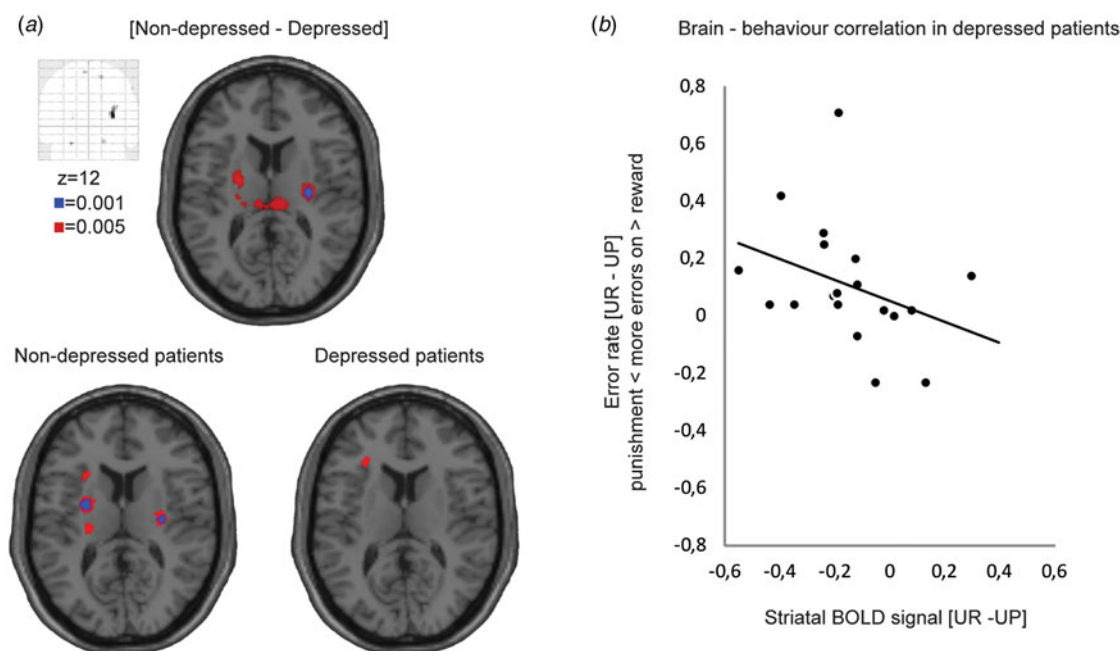 (a)
[Non-depressed - Depressed]
z=12
=0.001
=0.005
Non-depressed patients
Depressed patients
(b)
Brain - behaviour correlation in depressed patients
Error rate [UR - UP]
punishment < more errors on > reward
0,8
0,6
0,4
0,2
0
-0,2
-0,4
-0,6
-0,8
-0,6
-0,4
-0,2
0
0,2
0,4
0,6
Striatal BOLD signal [UR -UP]